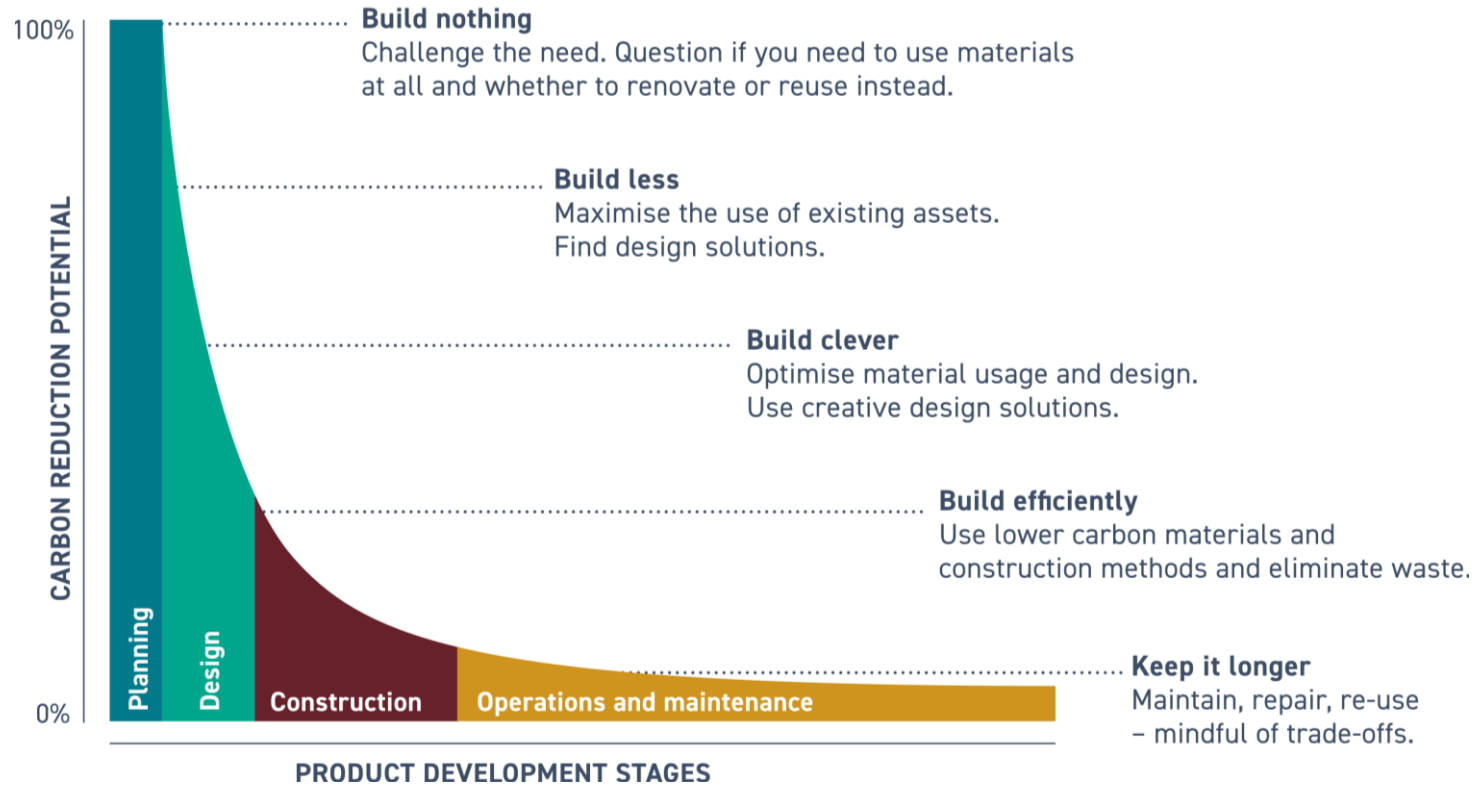 100%
Build nothing
Challenge the need. Question if you need to use materials
at all and whether to renovate or reuse instead.
Build less
Maximise the use of existing assets.
Find design solutions.
CARBON REDUCTION POTENTIAL
Build clever
Optimise material usage and design.
Use creative design solutions.
Build efficiently
Use lower carbon materials and
construction methods and eliminate waste.
Planning
Design
Construction
Operations and maintenance
Keep it longer
Maintain, repair, re-use
– mindful of trade-offs.
0%
PRODUCT DEVELOPMENT STAGES